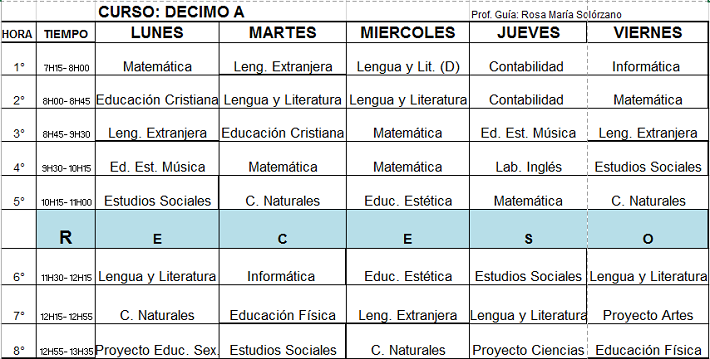 CURSO: DECIMO A Prof. Guía: Rosa María Solórzano
HORA TIEMPO LUNES MARTES MIERCOLES JUEVES VIERNES
1° 7H15- 8H00 Matemática Leng. Extranjera Lengua y Lit. (D) Contabilidad Informática
2° 8H00- 8H45 Educación Cristiana Lengua y Literatura Lengua y Literatura Contabilidad Matemática
3° 8H45- 9H30 Leng. Extranjera Educación Cristiana Matemática Ed. Est. Música Leng. Extranjera
4° 9H30- 10H15 Ed. Est. Música Matemática Matemática Lab. Inglés Estudios Sociales
5° 10H15- 11H00 Estudios Sociales C. Naturales Educ. Estética Matemática C. Naturales
R E C E S O
6° 11H30- 12H15 Lengua y Literatura Informática Educ. Estética Estudios Sociales Lengua y Literatura
7° 12H15- 12H55 C. Naturales Educación Física Leng. Extranjera Lengua y Literatura Proyecto Artes
8° 12H55- 13H35 Proyecto Educ. Sex. Estudios Sociales C. Naturales Proyecto Ciencias Educación Física